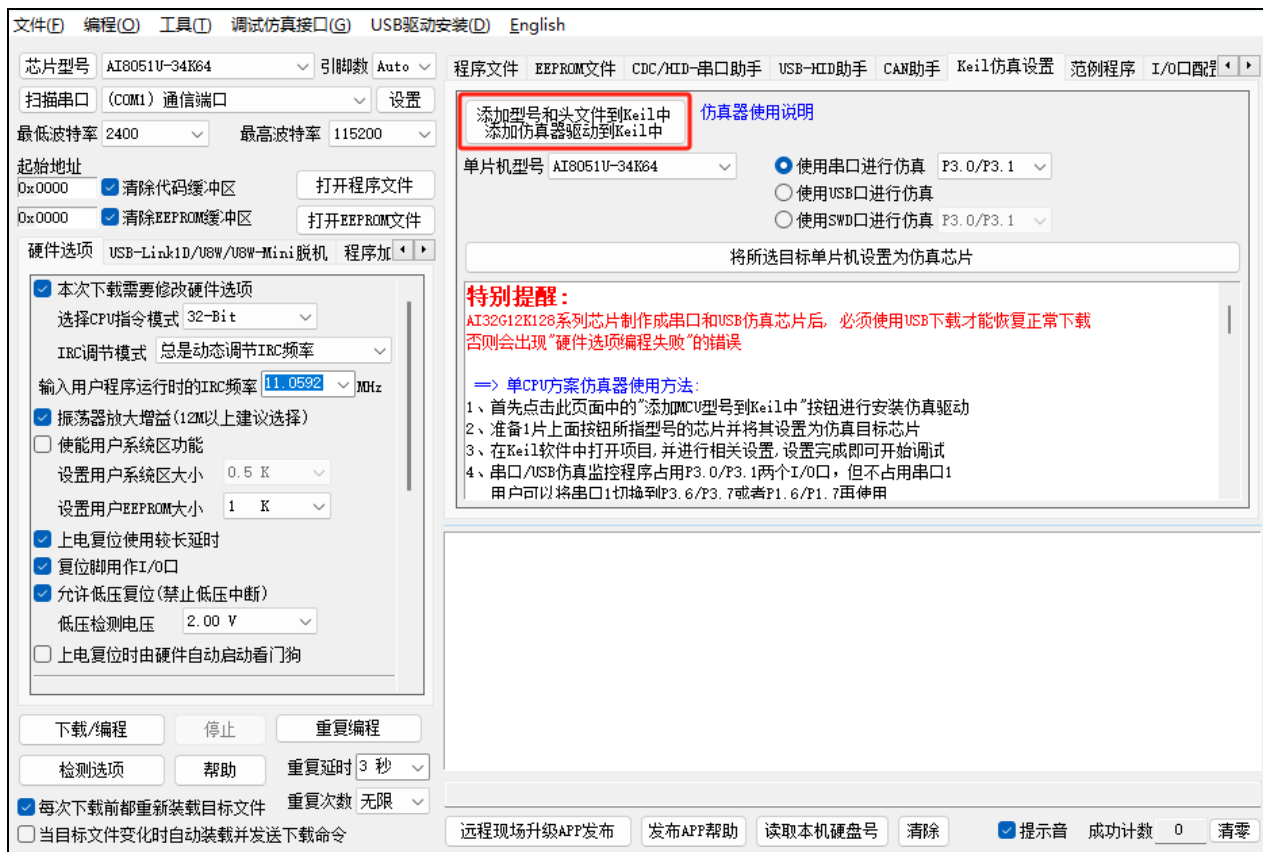 文件(F) 编程(O) 工具(T) 调试仿真接口(G) USB驱动安装(D) English
芯片型号 AI8051U-34K64 引脚数 Auto
扫描串口 (COM1) 通信端口 设置
最低波特率 2400 最高波特率 115200
起始地址
0x0000 清除代码缓冲区 打开程序文件
0x0000 清除EEPROM缓冲区 打开EEPROM文件
硬件选项 USB-Link1D/U8W/U8W-Mini脱机 程序加
本次下载需要修改硬件选项
选择CPU指令模式 32-Bit
IRC调节模式 总是动态调节IRC频率
输入用户程序运行时的IRC频率 11.0592 MHz
振荡器放大增益(12M以上建议选择)
使能用户系统区功能
设置用户系统区大小 0.5 K
设置用户EEPROM大小 1 K
上电复位使用较长延时
复位脚用作I/O口
允许低压复位(禁止低压中断)
低压检测电压 2.00 V
上电复位时由硬件自动启动看门狗
下载/编程 停止 重复编程
检测选项 帮助 重复延时 3 秒
每次下载前都重新装载目标文件 重复次数 无限
当目标文件变化时自动装载并发送下载命令
程序文件 EEPROM文件 CDC/HID-串口助手 USB-HID助手 CAN助手 Keil仿真设置 范例程序 I/O口配
添加型号和头文件到Keil中 仿真器使用说明
添加仿真器驱动到Keil中
单片机型号 AI8051U-34K64 使用串口进行仿真 P3.0/P3.1
使用USB口进行仿真
使用SWD口进行仿真 P3.0/P3.1
将所选目标单片机设置为仿真芯片
特别提醒:
AI32G12K128系列芯片制作成串口和USB仿真芯片后, 必须使用USB下载才能恢复正常下载
否则会出现"硬件选项编程失败"的错误
==> 单CPU方案仿真器使用方法:
1、首先点击此页面中的"添加MCU型号到Keil中"按钮进行安装仿真驱动
2、准备1片上面按钮所指型号的芯片并将其设置为仿真目标芯片
3、在Keil软件中打开项目,并进行相关设置,设置完成即可开始调试
4、串口/USB仿真监控程序占用P3.0/P3.1两个I/O口，但不占用串口1
用户可以将串口1切换到P3.6/P3.7或者P1.6/P1.7再使用
远程现场升级APP发布 发布APP帮助 读取本机硬盘号 清除 提示音 成功计数 0 清零